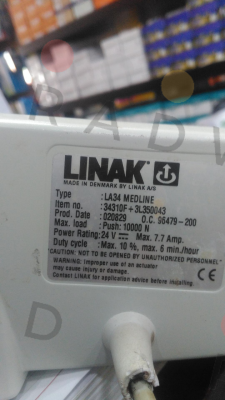 LINAK™
MADE IN DENMARK BY LINAK A/S
Type : LA34 MEDLINE
Item no. : 34310F+3L350043
Prod. Date : 020829 O.C. 96479-200
Max. load : Push: 10000 N
Power Rating : 24 V Max. 7.7 Amp.
Duty cycle : Max. 10 %, max. 6 min./hour
CAUTION: NOT TO BE OPENED BY UNAUTHORIZED PERSONNEL"
WARNING: Improper use of an actuator
may cause injury or damage.
Contact LINAK for application advice before installing.
CE